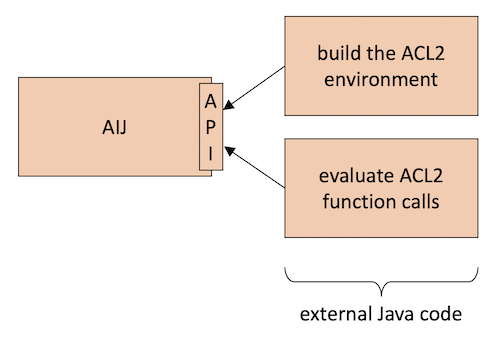 AIJ
A
P
I
build the ACL2
environment
evaluate ACL2
function calls
external Java code